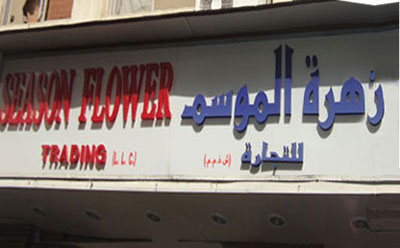 SEASON FLOWER زهرة الموسم
TRADING (L L C) (ش.ذ.م.م) للتجارة